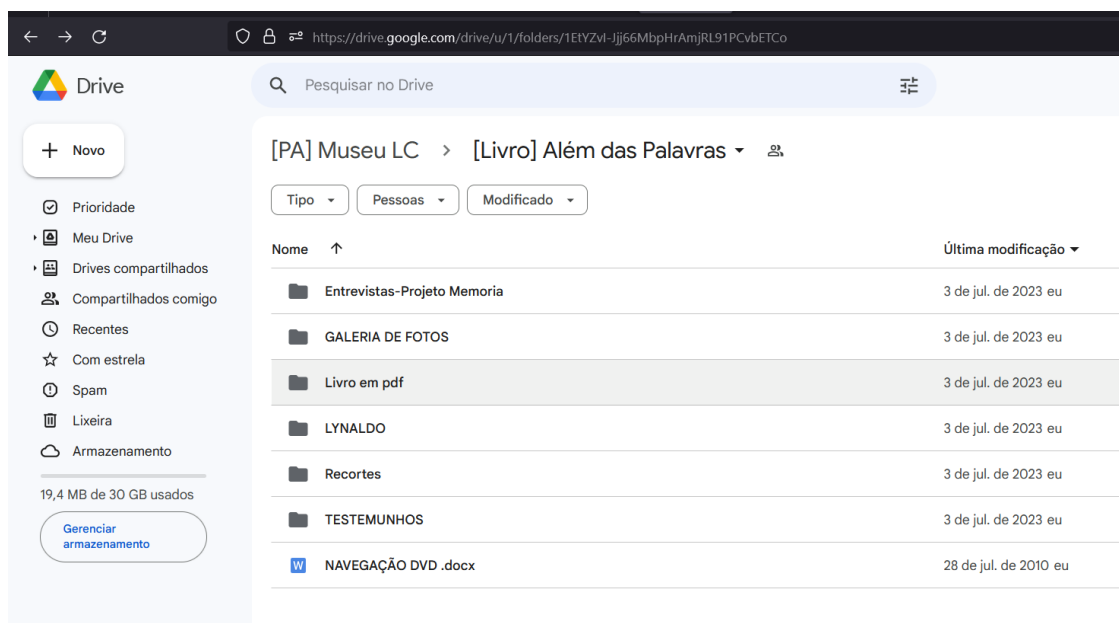 https://drive.google.com/drive/u/1/folders/1EtYZvI-Jjj66MbpHrAmjRL91PCvbETCo
Drive
Pesquisar no Drive
Novo
[PA] Museu LC > [Livro] Além das Palavras
Tipo Pessoas Modificado
Prioridade
Meu Drive
Drives compartilhados
Compartilhados comigo
Recentes
Com estrela
Spam
Lixeira
Armazenamento
19,4 MB de 30 GB usados
Gerenciar
armazenamento
Nome Última modificação
Entrevistas-Projeto Memoria 3 de jul. de 2023 eu
GALERIA DE FOTOS 3 de jul. de 2023 eu
Livro em pdf 3 de jul. de 2023 eu
LYNALDO 3 de jul. de 2023 eu
Recortes 3 de jul. de 2023 eu
TESTEMUNHOS 3 de jul. de 2023 eu
W NAVEGAÇÃO DVD .docx 28 de jul. de 2010 eu